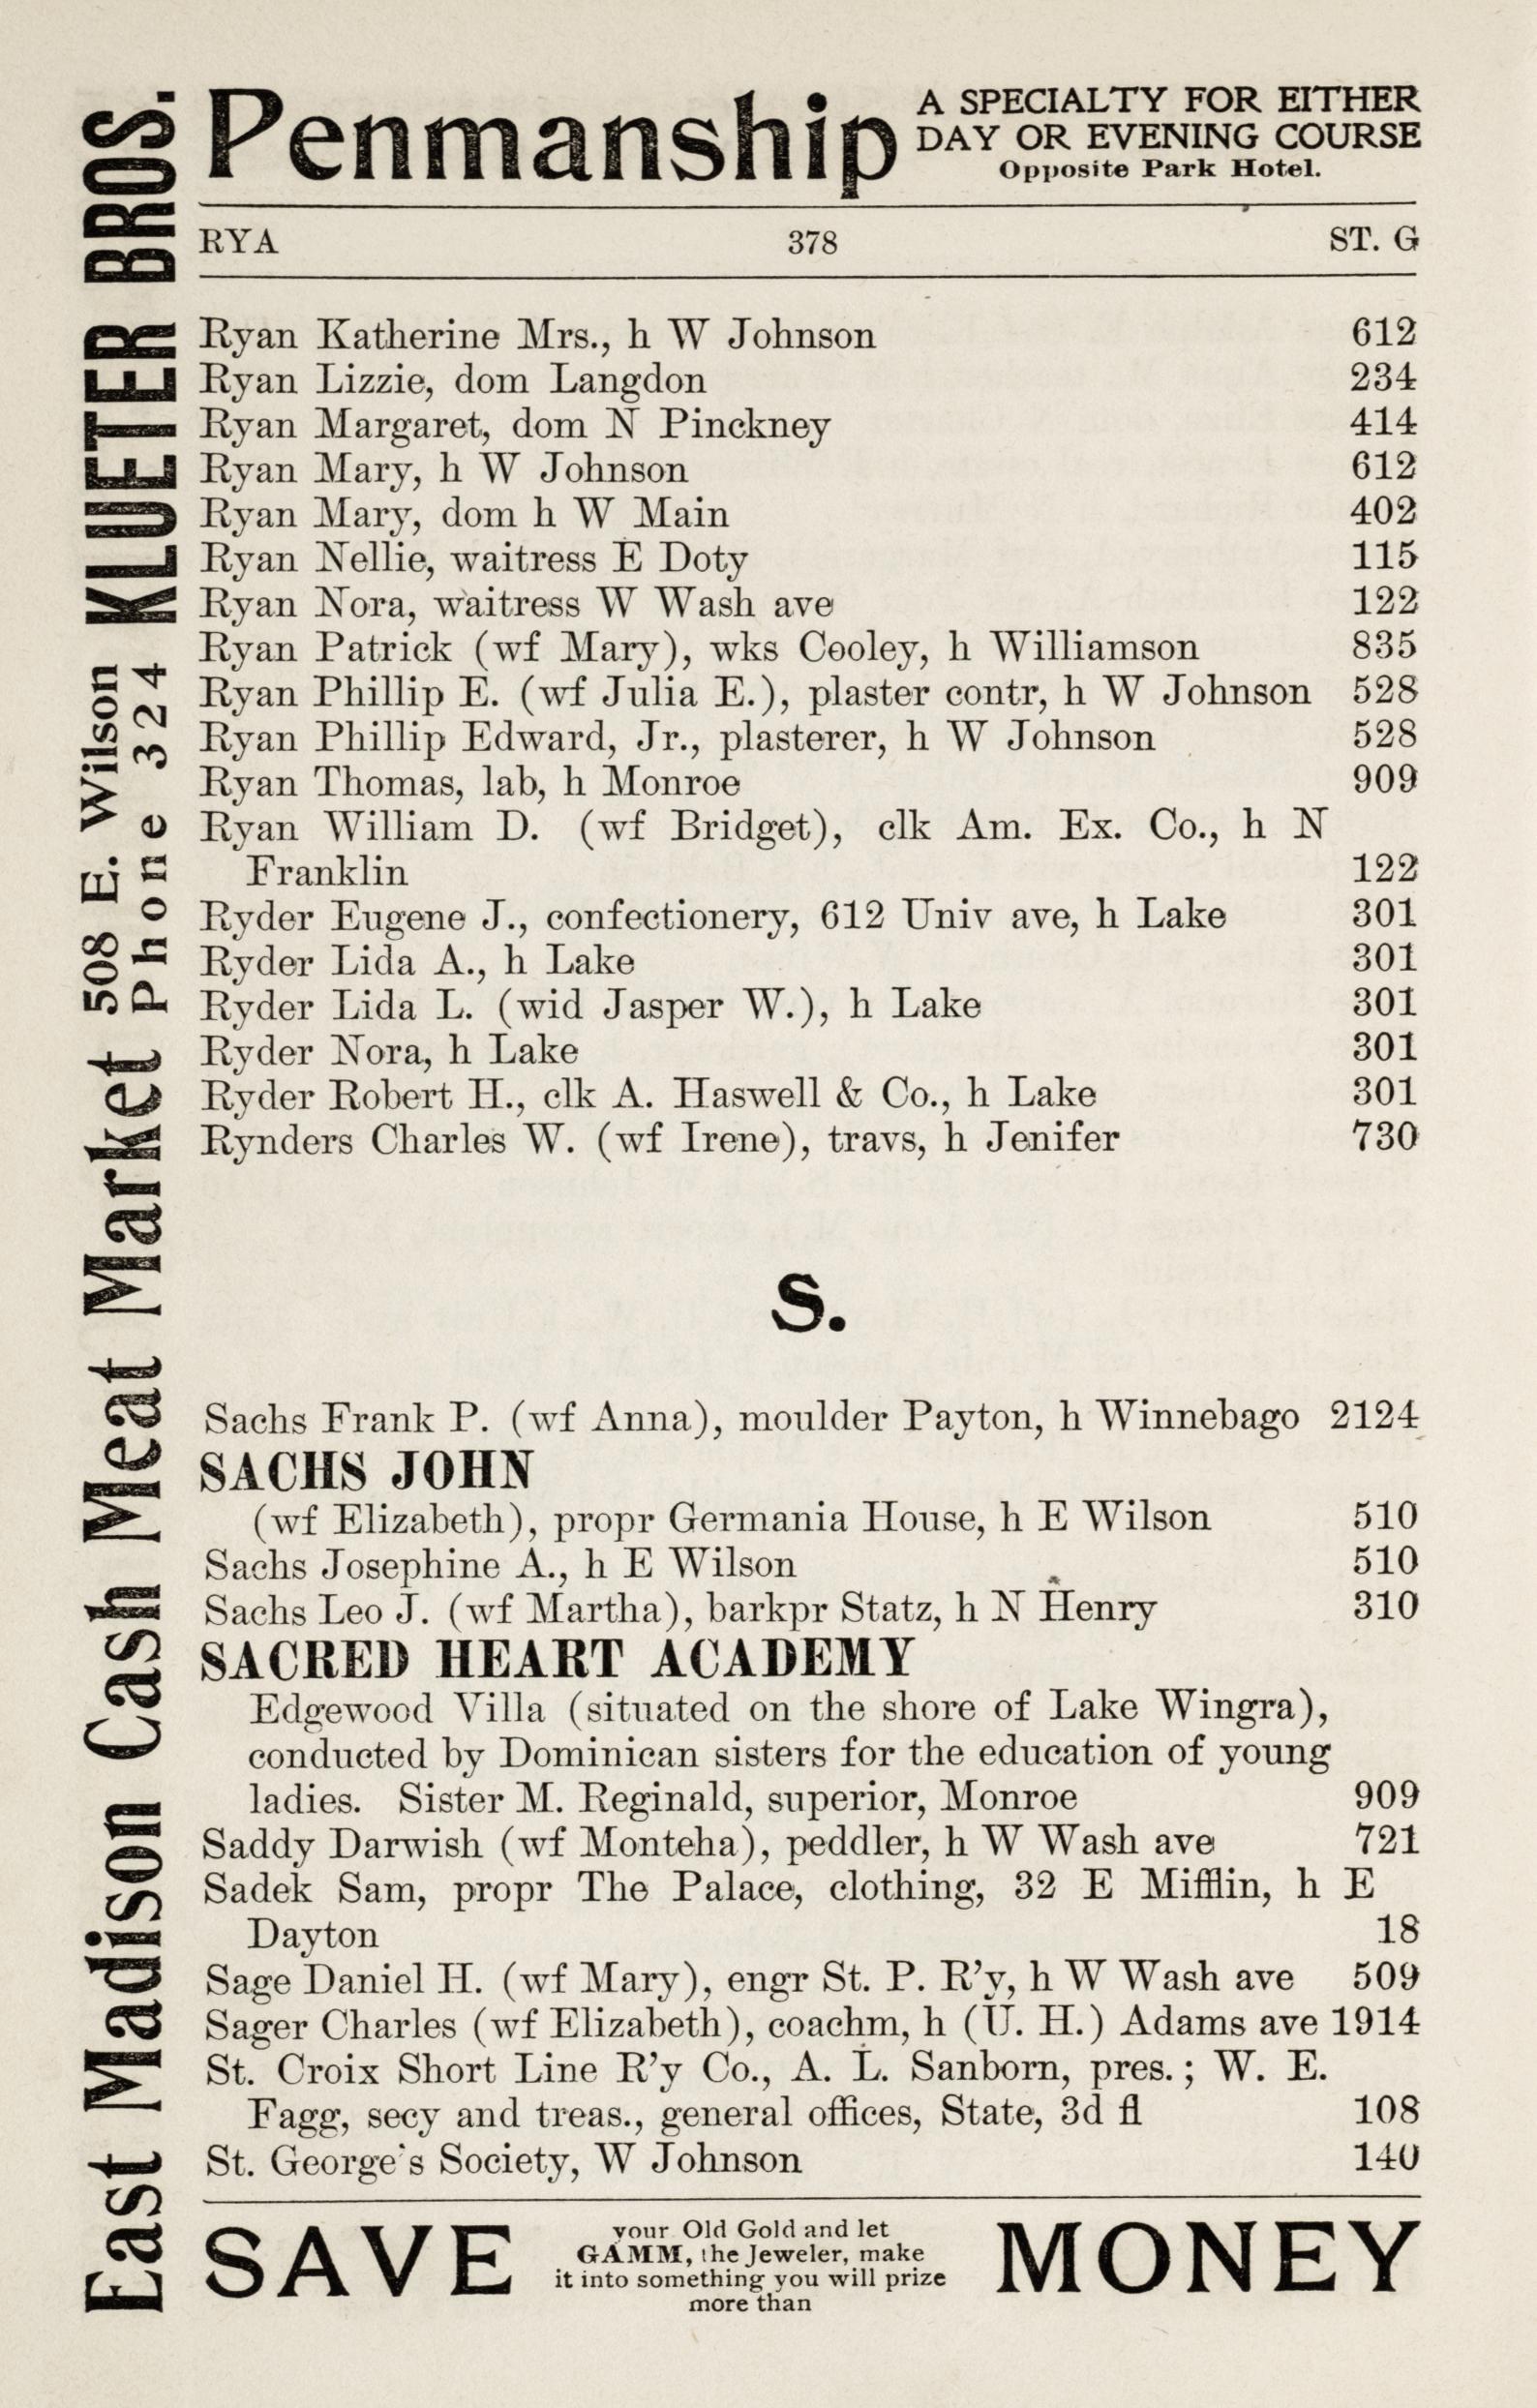 Penmanship
A SPECIALTY FOR EITHER
DAY OR EVENING COURSE
Opposite Park Hotel.
RYA 378 ST. G
Ryan Katherine Mrs., h W Johnson 612
Ryan Lizzie, dom Langdon 234
Ryan Margaret, dom N Pinckney 414
Ryan Mary, h W Johnson 612
Ryan Mary, dom h W Main 402
Ryan Nellie, waitress E Doty 115
Ryan Nora, waitress W Wash ave 122
Ryan Patrick (wf Mary), wks Cooley, h Williamson 835
Ryan Phillip E. (wf Julia E.), plaster contr, h W Johnson 528
Ryan Phillip Edward, Jr., plasterer, h W Johnson 528
Ryan Thomas, lab, h Monroe 909
Ryan William D. (wf Bridget), clk Am. Ex. Co., h N
Franklin 122
Ryder Eugene J., confectionery, 612 Univ ave, h Lake 301
Ryder Lida A., h Lake 301
Ryder Lida L. (wid Jasper W.), h Lake 301
Ryder Nora, h Lake 301
Ryder Robert H., clk A. Haswell & Co., h Lake 301
Rynders Charles W. (wf Irene), travs, h Jenifer 730
S.
Sachs Frank P. (wf Anna), moulder Payton, h Winnebago 2124
SACHS JOHN
(wf Elizabeth), propr Germania House, h E Wilson 510
Sachs Josephine A., h E Wilson 510
Sachs Leo J. (wf Martha), barkpr Statz, h N Henry 310
SACRED HEART ACADEMY
Edgewood Villa (situated on the shore of Lake Wingra),
conducted by Dominican sisters for the education of young
ladies. Sister M. Reginald, superior, Monroe 909
Saddy Darwish (wf Monteha), peddler, h W Wash ave 721
Sadek Sam, propr The Palace, clothing, 32 E Mifflin, h E
Dayton 18
Sage Daniel H. (wf Mary), engr St. P. R'y, h W Wash ave 509
Sager Charles (wf Elizabeth), coachm, h (U. H.) Adams ave 1914
St. Croix Short Line R'y Co., A. L. Sanborn, pres.; W. E.
Fagg, secy and treas., general offices, State, 3d fl 108
St. George's Society, W Johnson 140
SAVE
your Old Gold and let
GAMM, the Jeweler, make
it into something you will prize
more than
MONEY
East Madison Cash Meat Market
508 E. Wilson
Phone 324
KLUETER BROS.